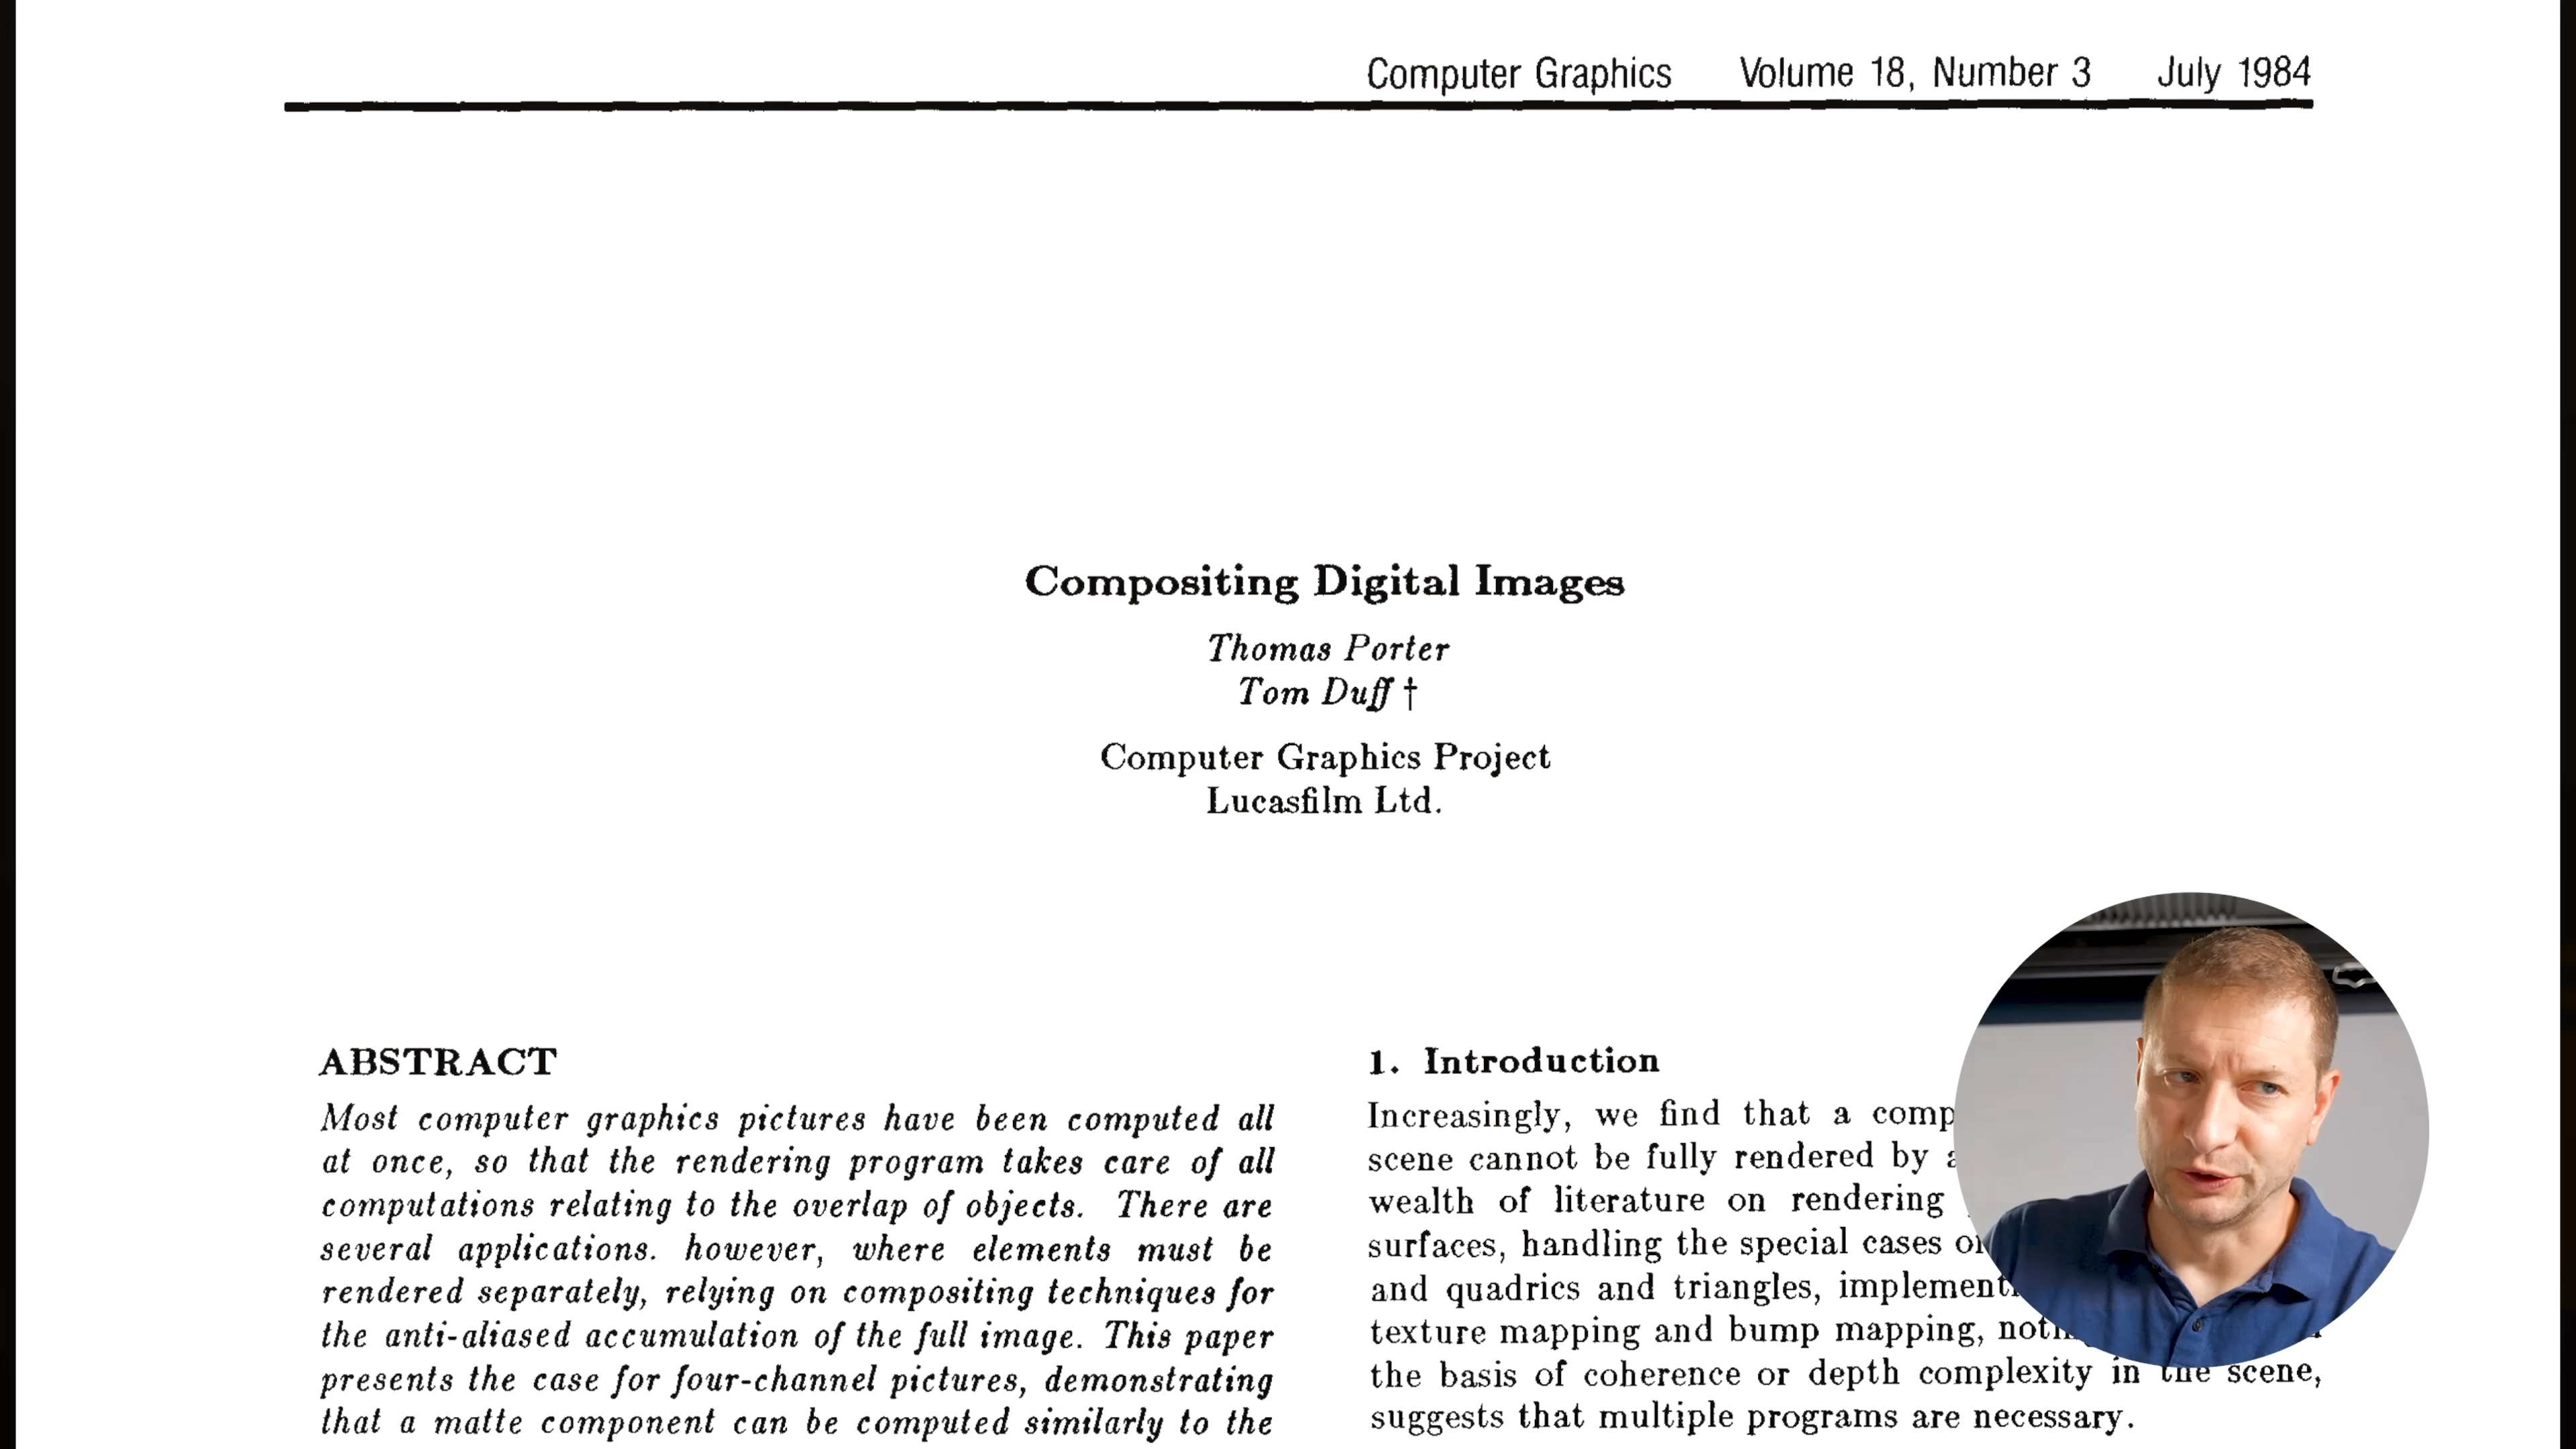 Computer Graphics Volume 18, Number 3 July 1984
Compositing Digital Images
Thomas Porter
Tom Duff †
Computer Graphics Project
Lucasfilm Ltd.
ABSTRACT
Most computer graphics pictures have been computed all
at once, so that the rendering program takes care of all
computations relating to the overlap of objects. There are
several applications. however, where elements must be
rendered separately, relying on compositing techniques for
the anti-aliased accumulation of the full image. This paper
presents the case for four-channel pictures, demonstrating
that a matte component can be computed similarly to the
1. Introduction
Increasingly, we find that a comp
scene cannot be fully rendered by
wealth of literature on rendering
surfaces, handling the special cases
and quadrics and triangles, implement
texture mapping and bump mapping,
the basis of coherence or depth complexity in the scene,
suggests that multiple programs are necessary.